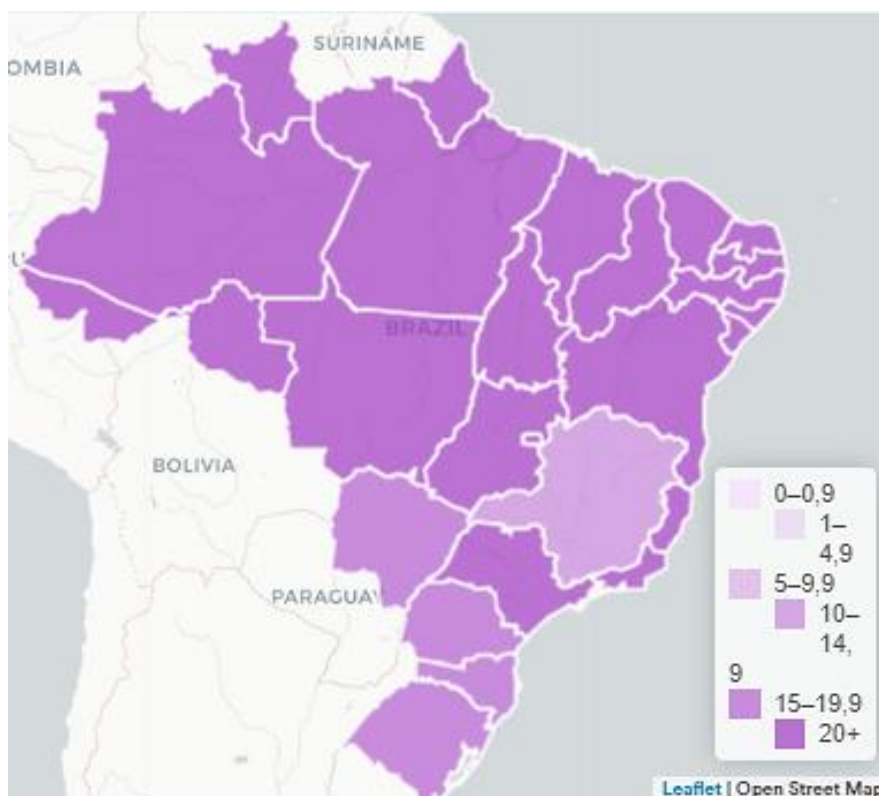 SURINAME
OMBIA
BRAZIL
BOLIVIA
PARAGUAY
0–0,9
1–
4,9
5–9,9
10–
14,
9
15–19,9
20+
Leaflet | Open Street Map